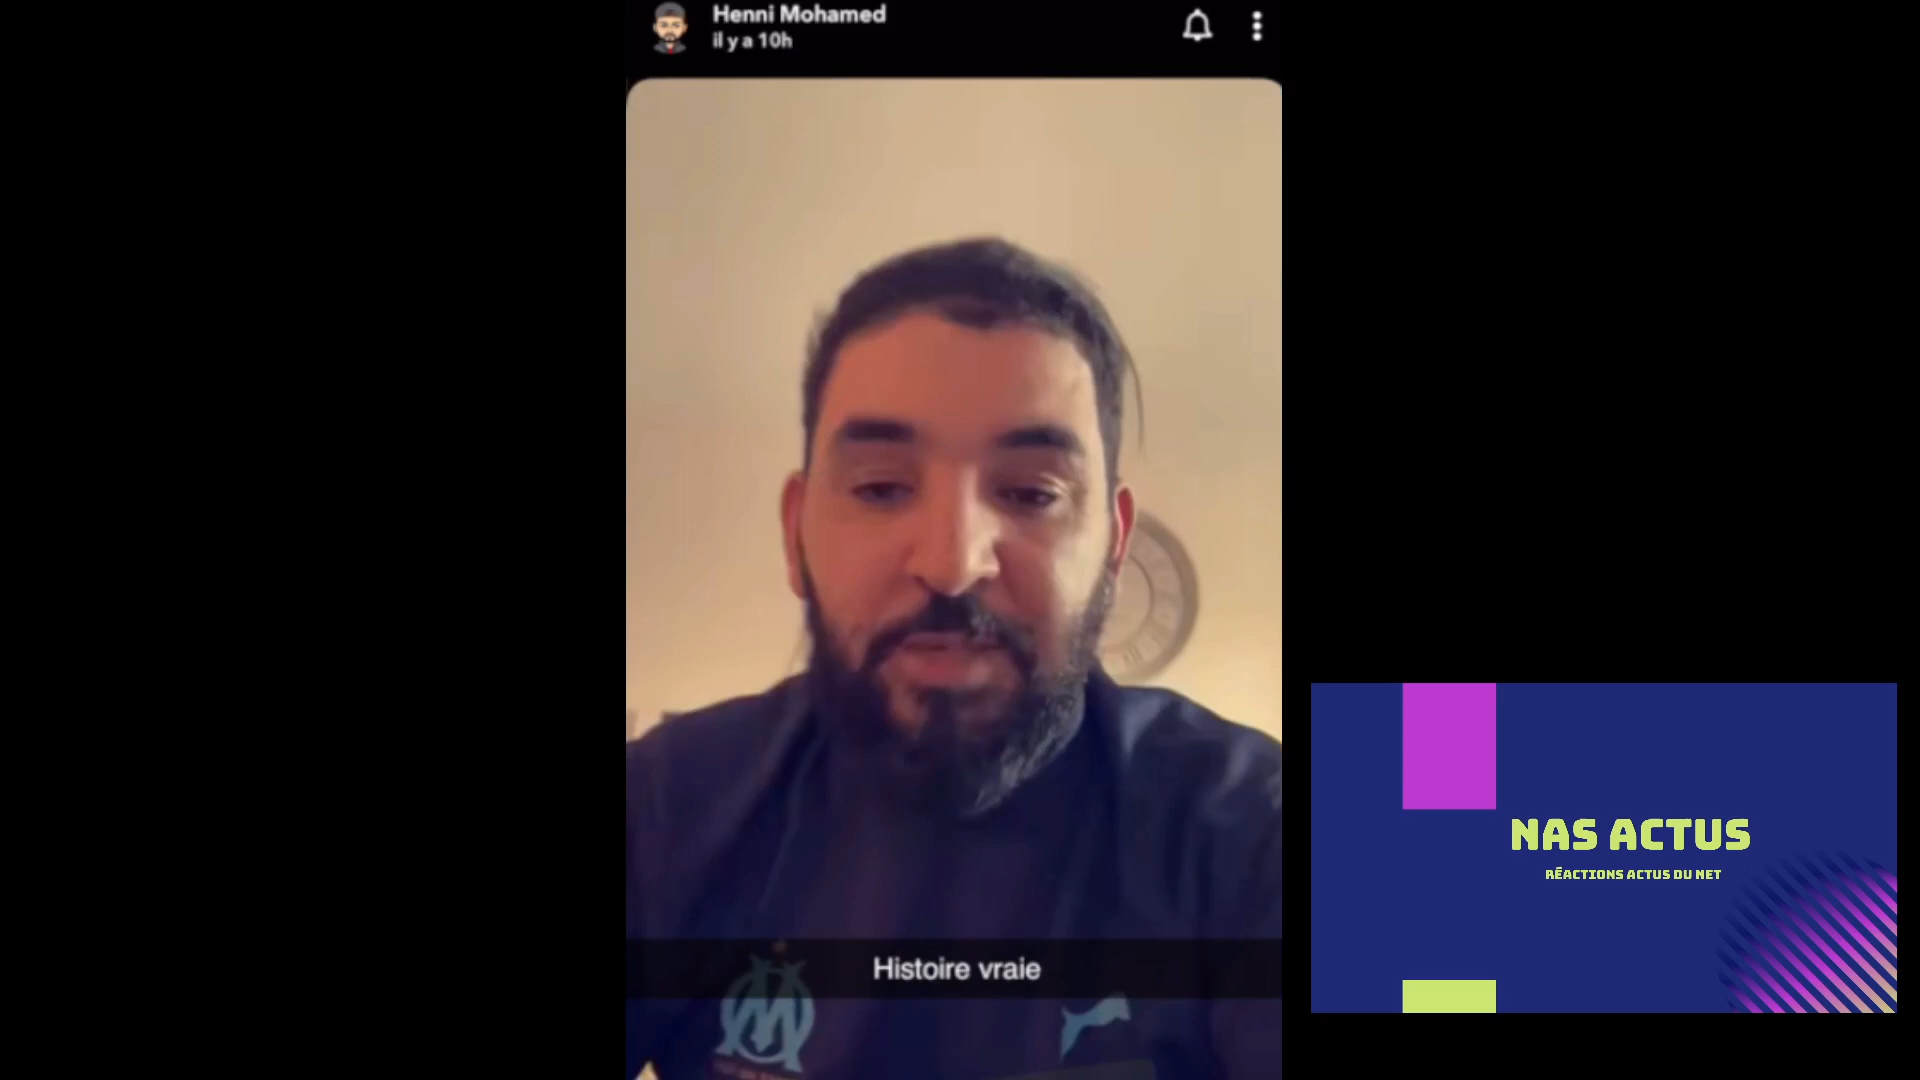 Henni Mohamed
il y a 10h
Histoire vraie
NAS ACTUS
RÉACTIONS ACTUS DU NET